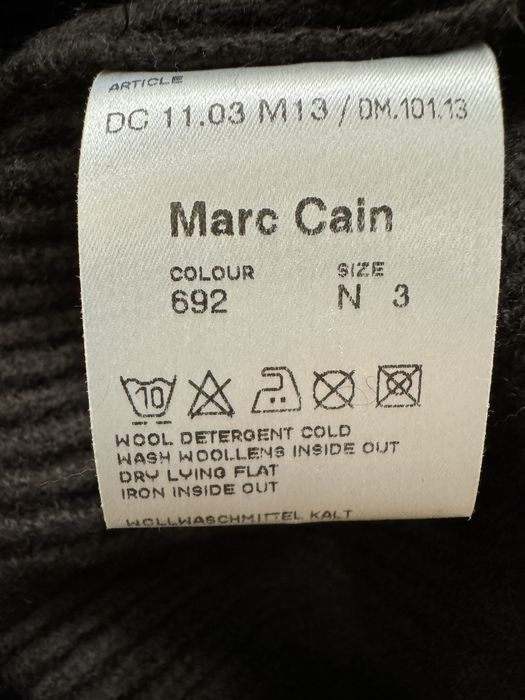 ARTICLE
DC 11.03 M13 / DM.101.13
Marc Cain
COLOUR SIZE
692 N 3
10
WOOL DETERGENT COLD
WASH WOOLLENS INSIDE OUT
DRY LYING FLAT
IRON INSIDE OUT
WOLLWASCHMITTEL KALT